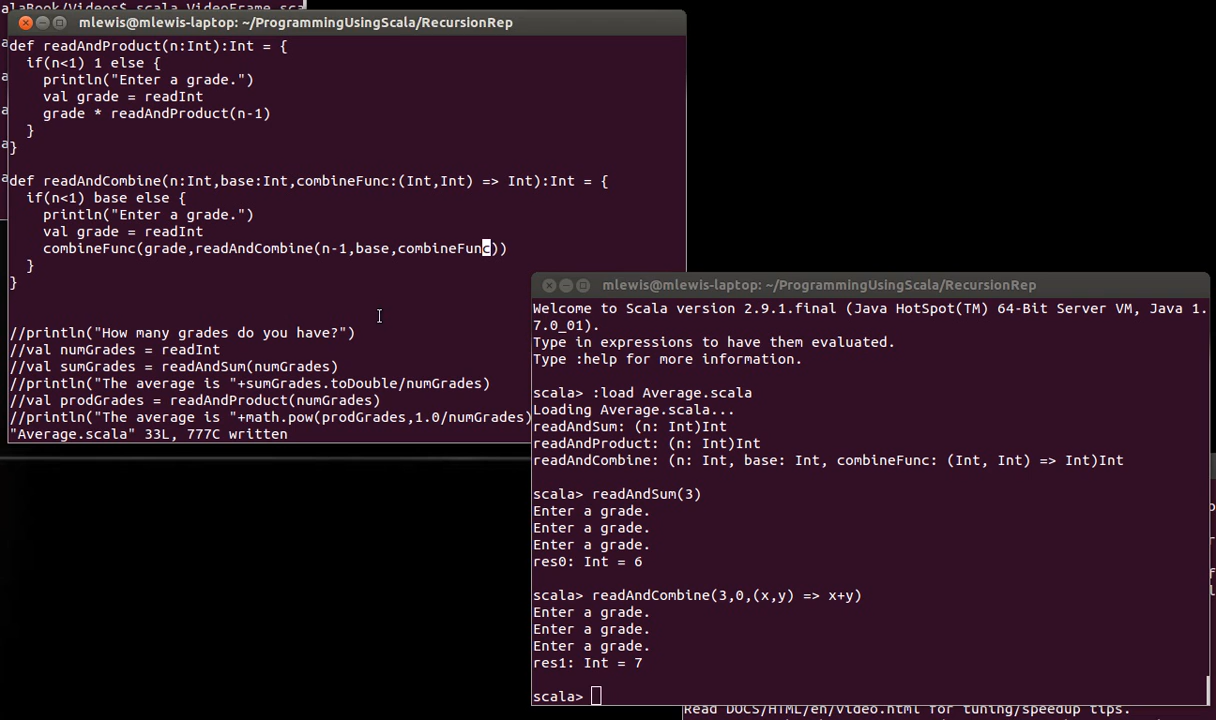 alaBook/Videos$ scala VideoFrame.sca
mlewis@mlewis-laptop: ~/ProgrammingUsingScala/RecursionRep
def readAndProduct(n:Int):Int = {
  if(n<1) 1 else {
    println("Enter a grade.")
    val grade = readInt
    grade * readAndProduct(n-1)
  }
}
def readAndCombine(n:Int,base:Int,combineFunc:(Int,Int) => Int):Int = {
  if(n<1) base else {
    println("Enter a grade.")
    val grade = readInt
    combineFunc(grade,readAndCombine(n-1,base,combineFunc))
  }
}
//println("How many grades do you have?")
//val numGrades = readInt
//val sumGrades = readAndSum(numGrades)
//println("The average is "+sumGrades.toDouble/numGrades)
//val prodGrades = readAndProduct(numGrades)
//println("The average is "+math.pow(prodGrades,1.0/numGrades)
"Average.scala" 33L, 777C written
mlewis@mlewis-laptop: ~/ProgrammingUsingScala/RecursionRep
Welcome to Scala version 2.9.1.final (Java HotSpot(TM) 64-Bit Server VM, Java 1.
7.0_01).
Type in expressions to have them evaluated.
Type :help for more information.
scala> :load Average.scala
Loading Average.scala...
readAndSum: (n: Int)Int
readAndProduct: (n: Int)Int
readAndCombine: (n: Int, base: Int, combineFunc: (Int, Int) => Int)Int
scala> readAndSum(3)
Enter a grade.
Enter a grade.
Enter a grade.
res0: Int = 6
scala> readAndCombine(3,0,(x,y) => x+y)
Enter a grade.
Enter a grade.
Enter a grade.
res1: Int = 7
scala>
Read DOCS/HTML/en/video.html for tuning/speedup tips.